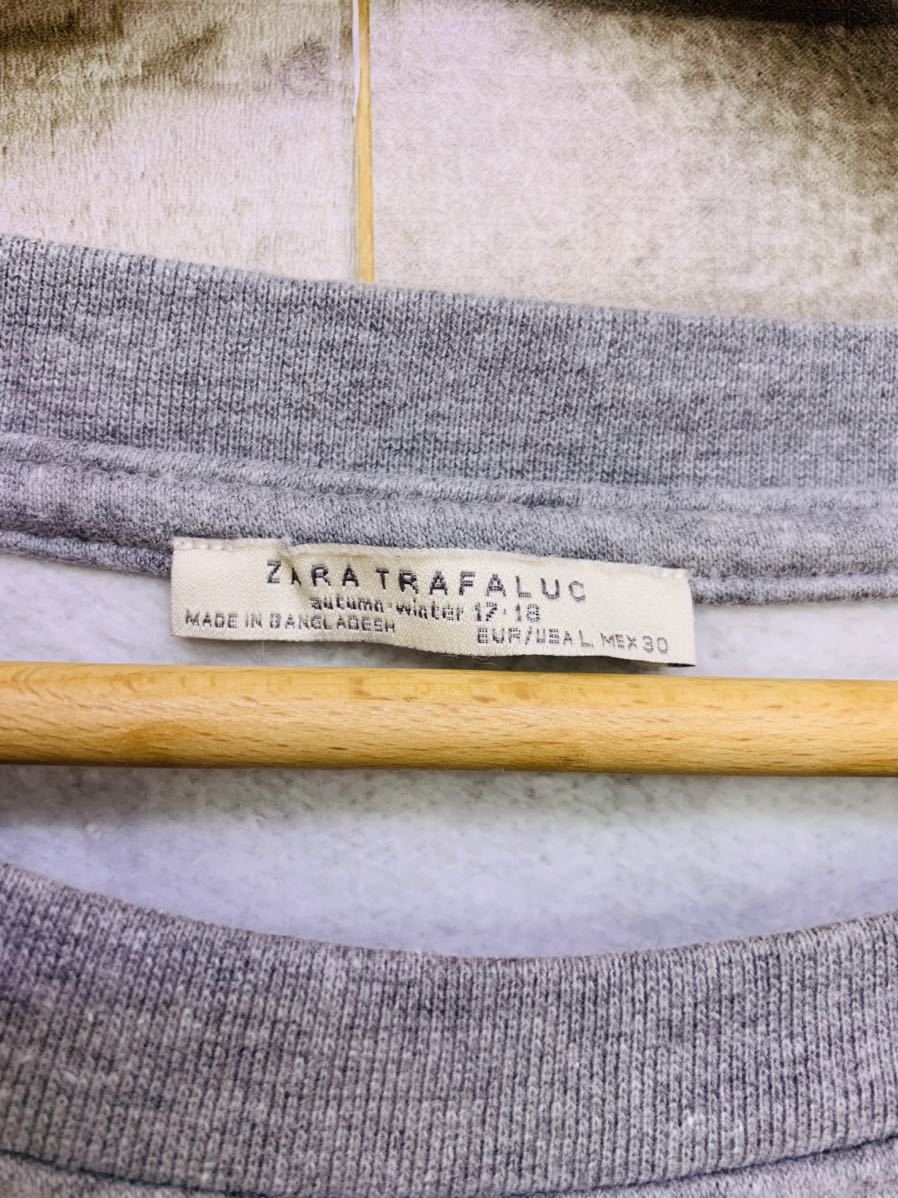 ZARA TRAFALUC
autumn·winter 17·18
MADE IN BANGLADESH
EUR/USA L MEX 30